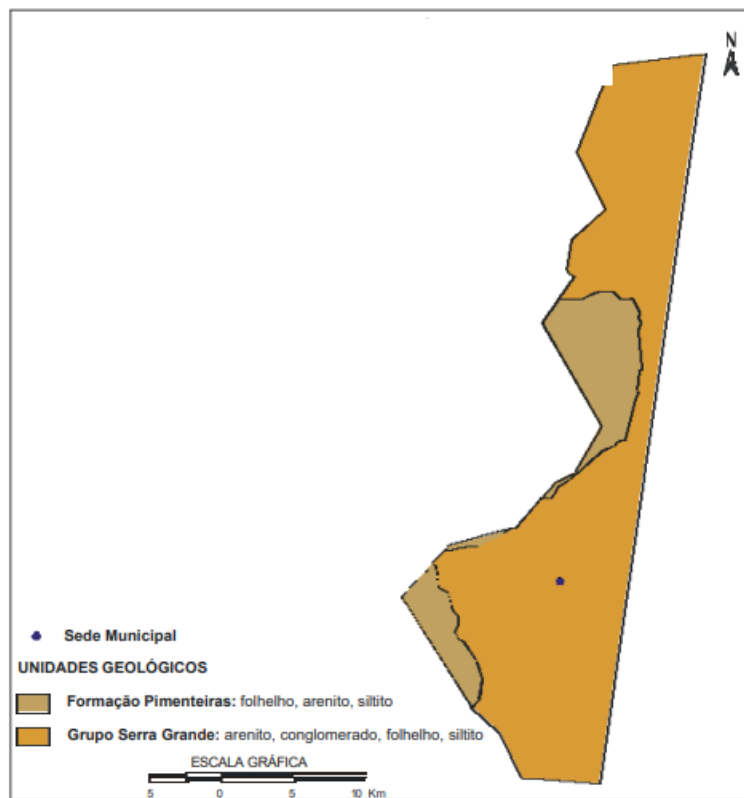 N
Sede Municipal
UNIDADES GEOLÓGICOS
Formação Pimenteiras: folhelho, arenito, siltito
Grupo Serra Grande: arenito, conglomerado, folhelho, siltito
ESCALA GRÁFICA
5 0 5 10 Km